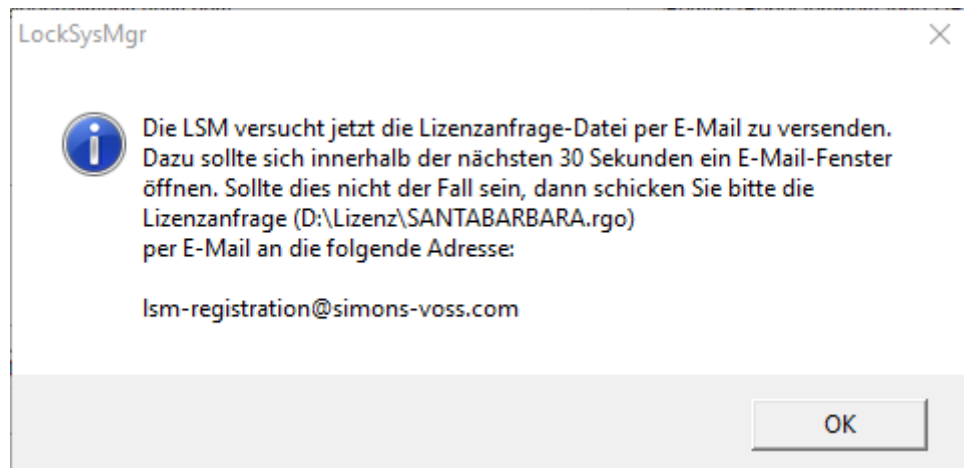 LockSysMgr
Die LSM versucht jetzt die Lizenzanfrage-Datei per E-Mail zu versenden.
Dazu sollte sich innerhalb der nächsten 30 Sekunden ein E-Mail-Fenster
öffnen. Sollte dies nicht der Fall sein, dann schicken Sie bitte die
Lizenzanfrage (D:\Lizenz\SANTABARBARA.rgo)
per E-Mail an die folgende Adresse:
lsm-registration@simons-voss.com
OK